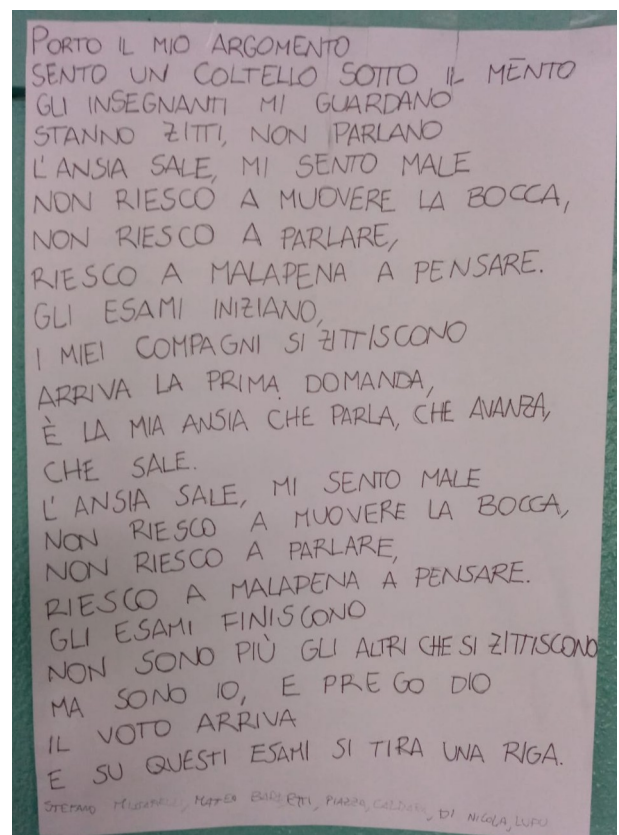 PORTO IL MIO ARGOMENTO
SENTO UN COLTELLO SOTTO IL MENTO
GLI INSEGNANTI MI GUARDANO
STANNO ZITTI, NON PARLANO
L'ANSIA SALE, MI SENTO MALE
NON RIESCO A MUOVERE LA BOCCA,
NON RIESCO A PARLARE,
RIESCO A MALAPENA A PENSARE.
GLI ESAMI INIZIANO,
I MIEI COMPAGNI SI ZITTISCONO
ARRIVA LA PRIMA DOMANDA,
È LA MIA ANSIA CHE PARLA, CHE AVANZA,
CHE SALE.
L'ANSIA SALE, MI SENTO MALE
NON RIESCO A MUOVERE LA BOCCA,
NON RIESCO A PARLARE,
RIESCO A MALAPENA A PENSARE.
GLI ESAMI FINISCONO
NON SONO PIÙ GLI ALTRI CHE SI ZITTISCONO
MA SONO IO, E PREGO DIO
IL VOTO ARRIVA
E SU QUESTI ESAMI SI TIRA UNA RIGA.
STEFANO MATTEO PIAZZA, DI NICOLA, LUPU